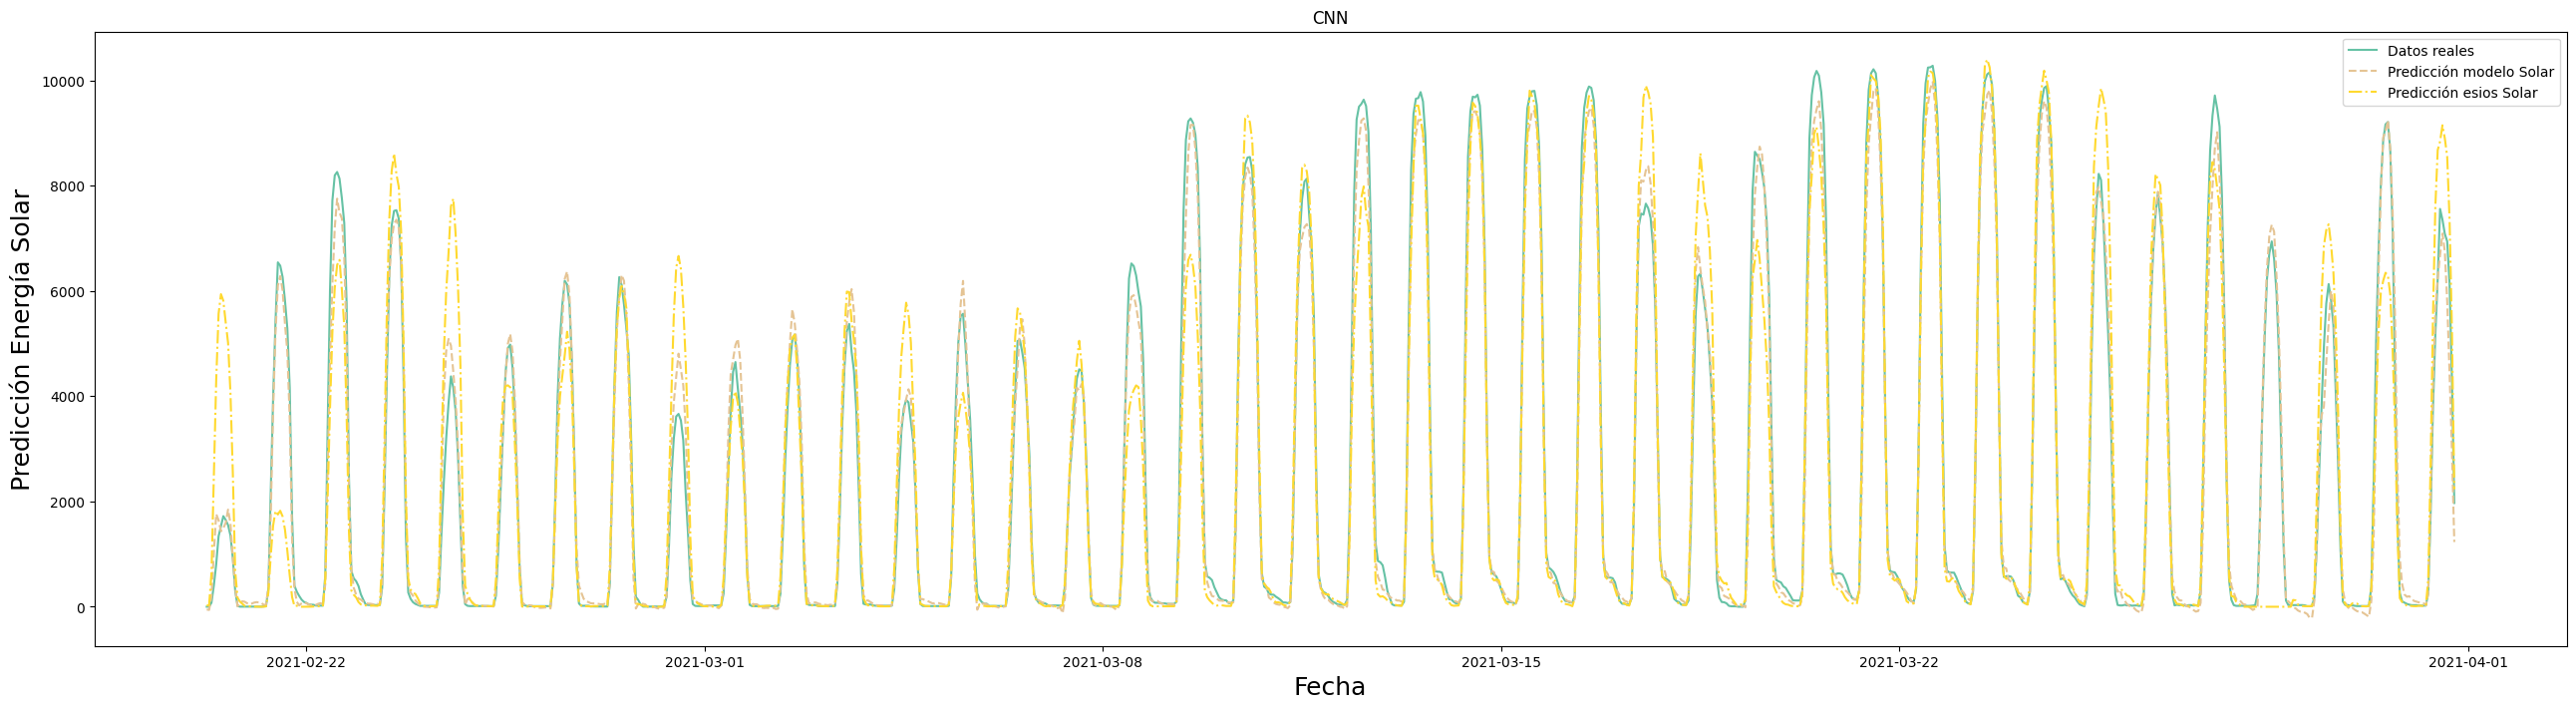 CNN
Datos reales
Predicción modelo Solar
Predicción esios Solar
Predicción Energía Solar
10000
8000
6000
4000
2000
0
2021-02-22
2021-03-01
2021-03-08
2021-03-15
2021-03-22
2021-04-01
Fecha